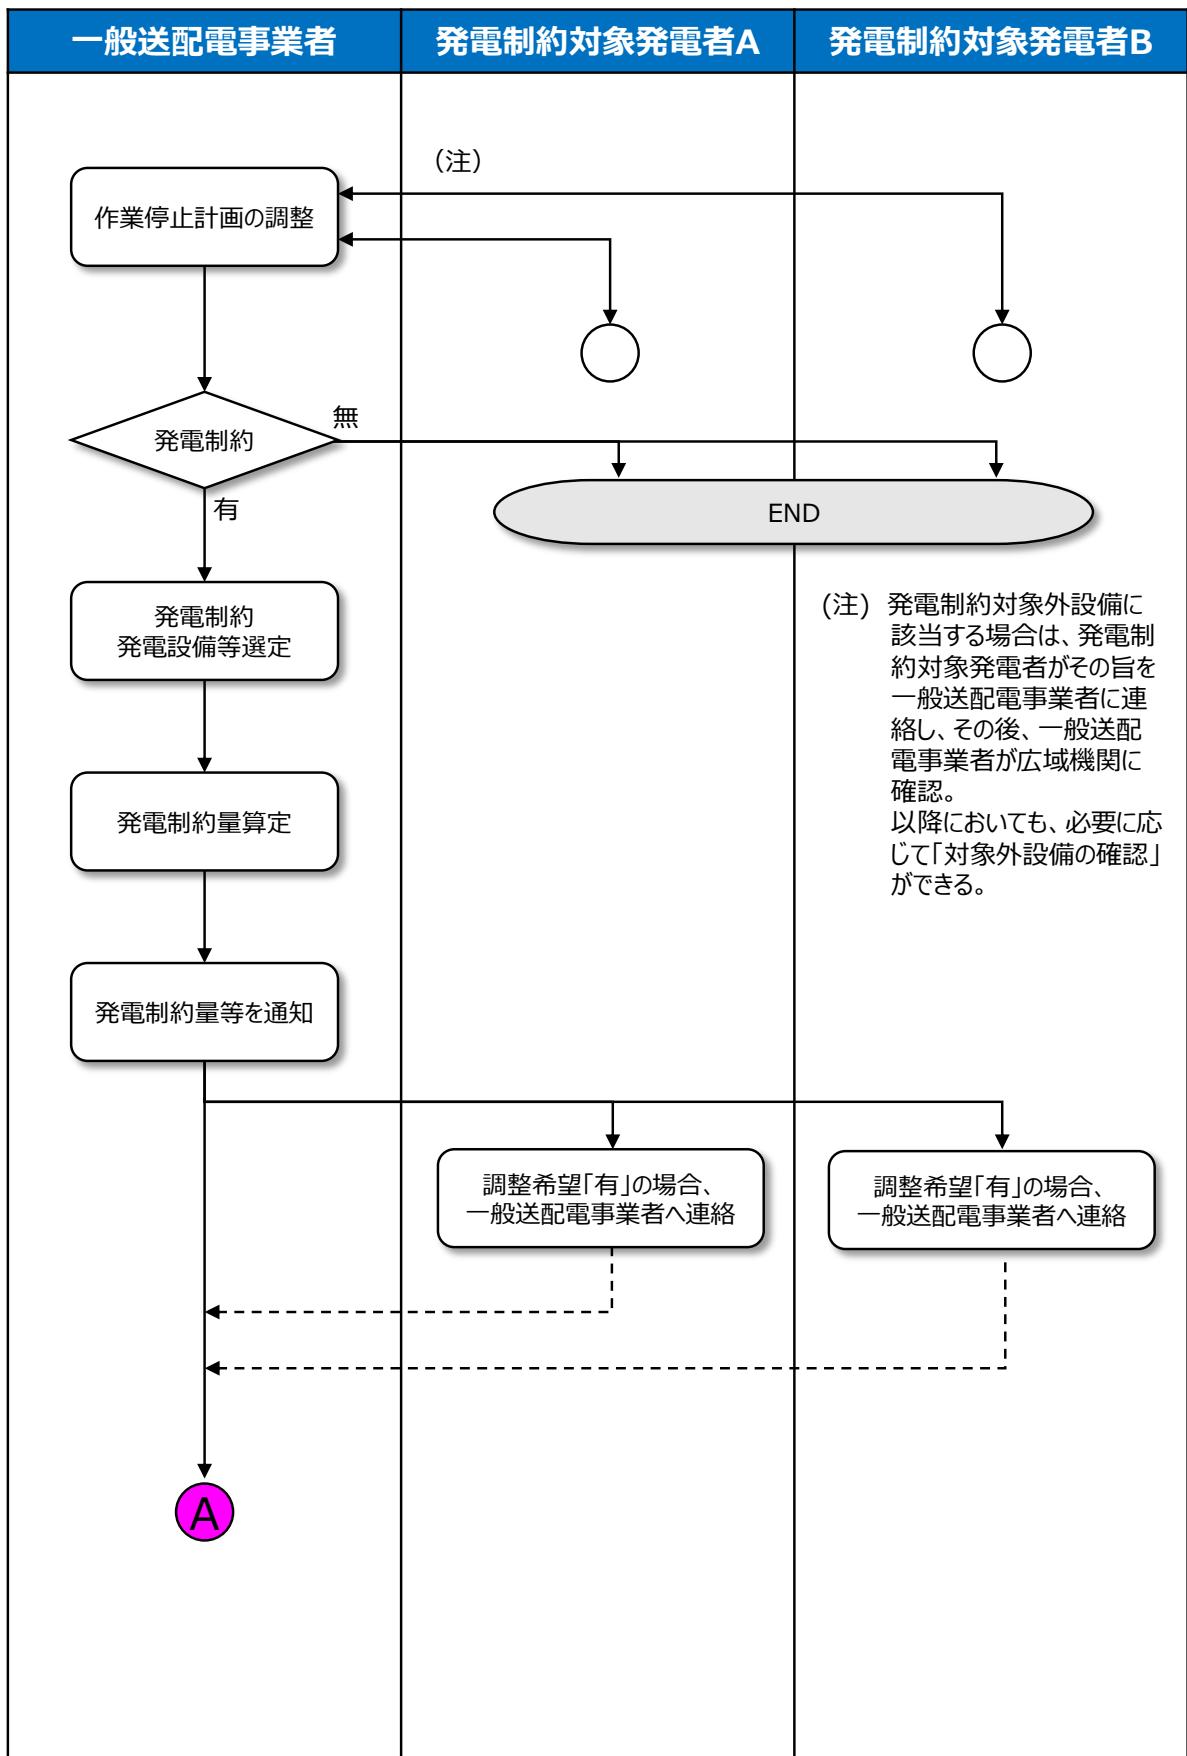 一般送配電事業者
発電制約対象発電者A
発電制約対象発電者B
（注）
作業停止計画の調整
発電制約
無
有
END
発電制約
発電設備等選定
（注） 発電制約対象外設備に
該当する場合は、発電制
約対象発電者がその旨を
一般送配電事業者に連
絡し、その後、一般送配
電事業者が広域機関に
確認。
以降においても、必要に応
じて「対象外設備の確認」
ができる。
発電制約量算定
発電制約量等を通知
調整希望「有」の場合、
一般送配電事業者へ連絡
調整希望「有」の場合、
一般送配電事業者へ連絡
A